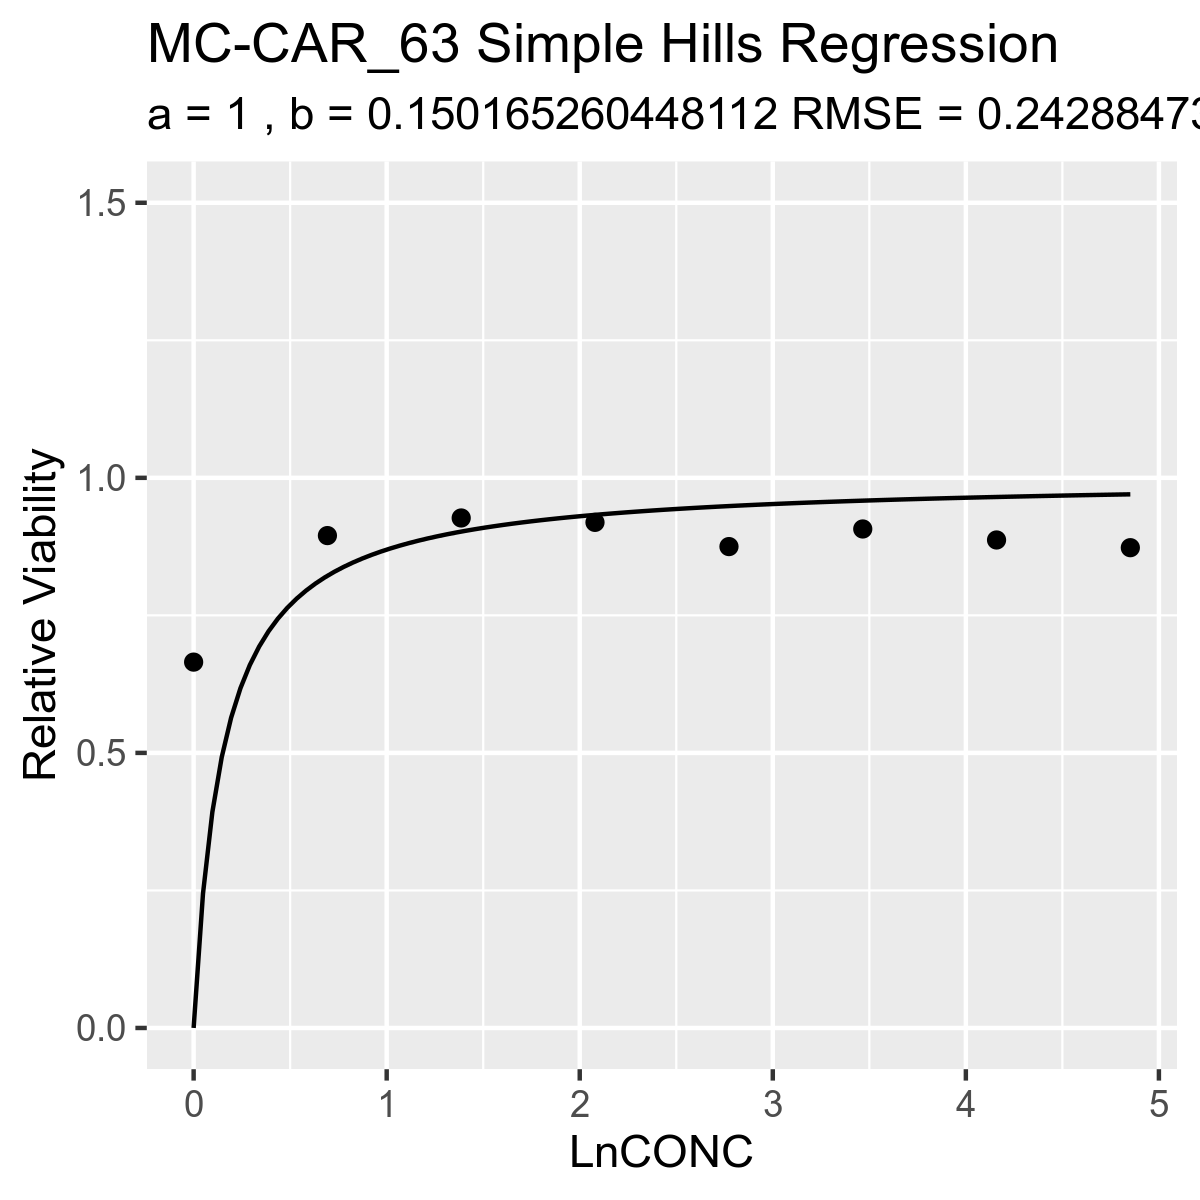 MC-CAR_63 Simple Hills Regression
a = 1 , b = 0.150165260448112 RMSE = 0.24288473
1.5
1.0
0.5
0.0
Relative Viability
0 1 2 3 4 5
LnCONC